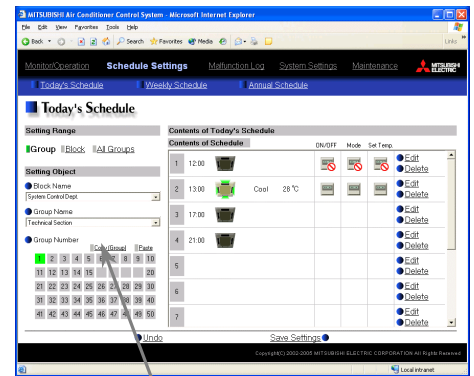 MITSUBISHI Air Conditioner Control System - Microsoft Internet Explorer
File Edit View Favorites Tools Help
Back Search Favorites Media Links
Monitor/Operation Schedule Settings Malfunction Log System Settings Maintenance MITSUBISHI ELECTRIC
Today's Schedule Weekly Schedule Annual Schedule
Today's Schedule
Setting Range Contents of Today's Schedule
Group Block All Groups Contents of Schedule ON/OFF Mode Set Temp.
1 12:00 Edit
Delete
Setting Object
Block Name
System Control Dept.
2 13:00 Cool 28°C Edit
Delete
Group Name
Technical Section
3 17:00 Edit
Delete
Group Number
Copy(Group) Paste
4 21:00 Edit
Delete
1 2 3 4 5 6 7 8 9 10
11 12 13 14 15 20
21 22 23 24 25 26 27 28 29 30
31 32 33 34 35 36 37 38 39 40
41 42 43 44 45 46 47 48 49 50
5 Edit
Delete
6 Edit
Delete
7 Edit
Delete
Undo Save Settings
Copyright(C) 2002-2005 MITSUBISHI ELECTRIC CORPORATION All Rights Reserved
Local intranet